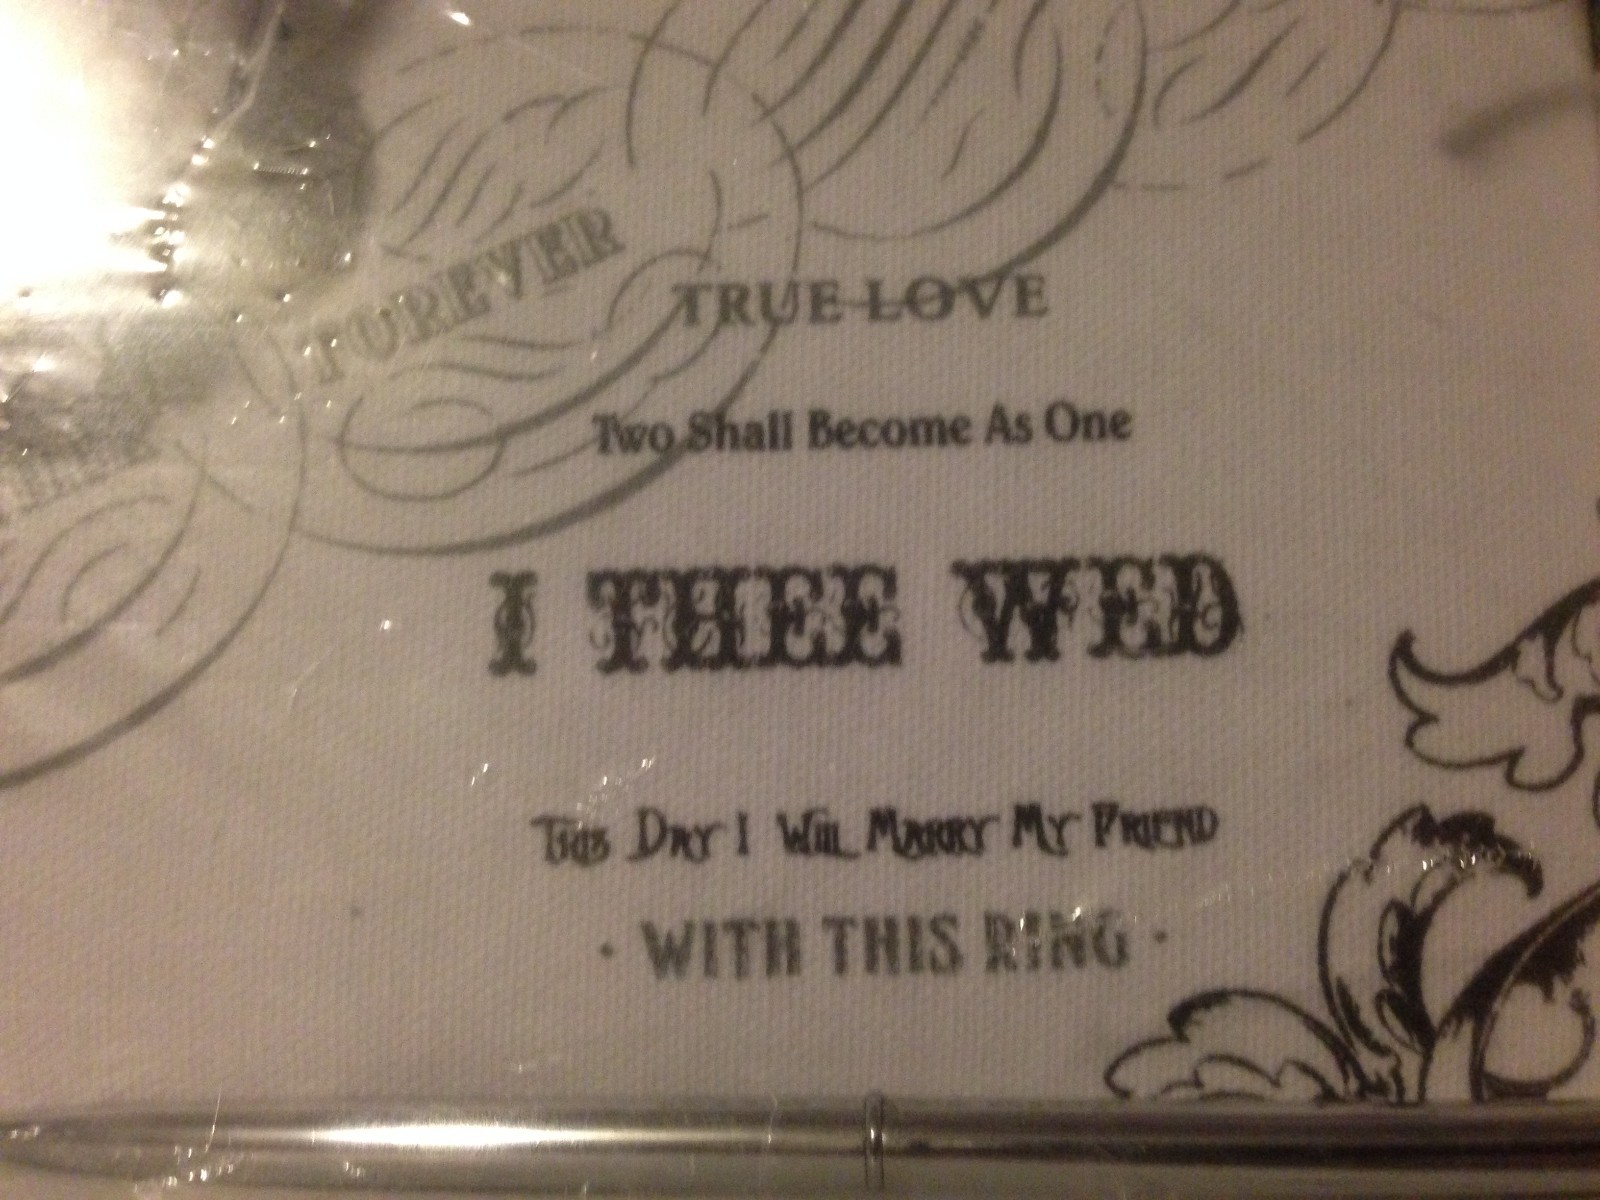 FOREVER
TRUE LOVE
Two Shall Become As One
I THEE WED
This Day I Will Marry My Friend
· WITH THIS RING ·